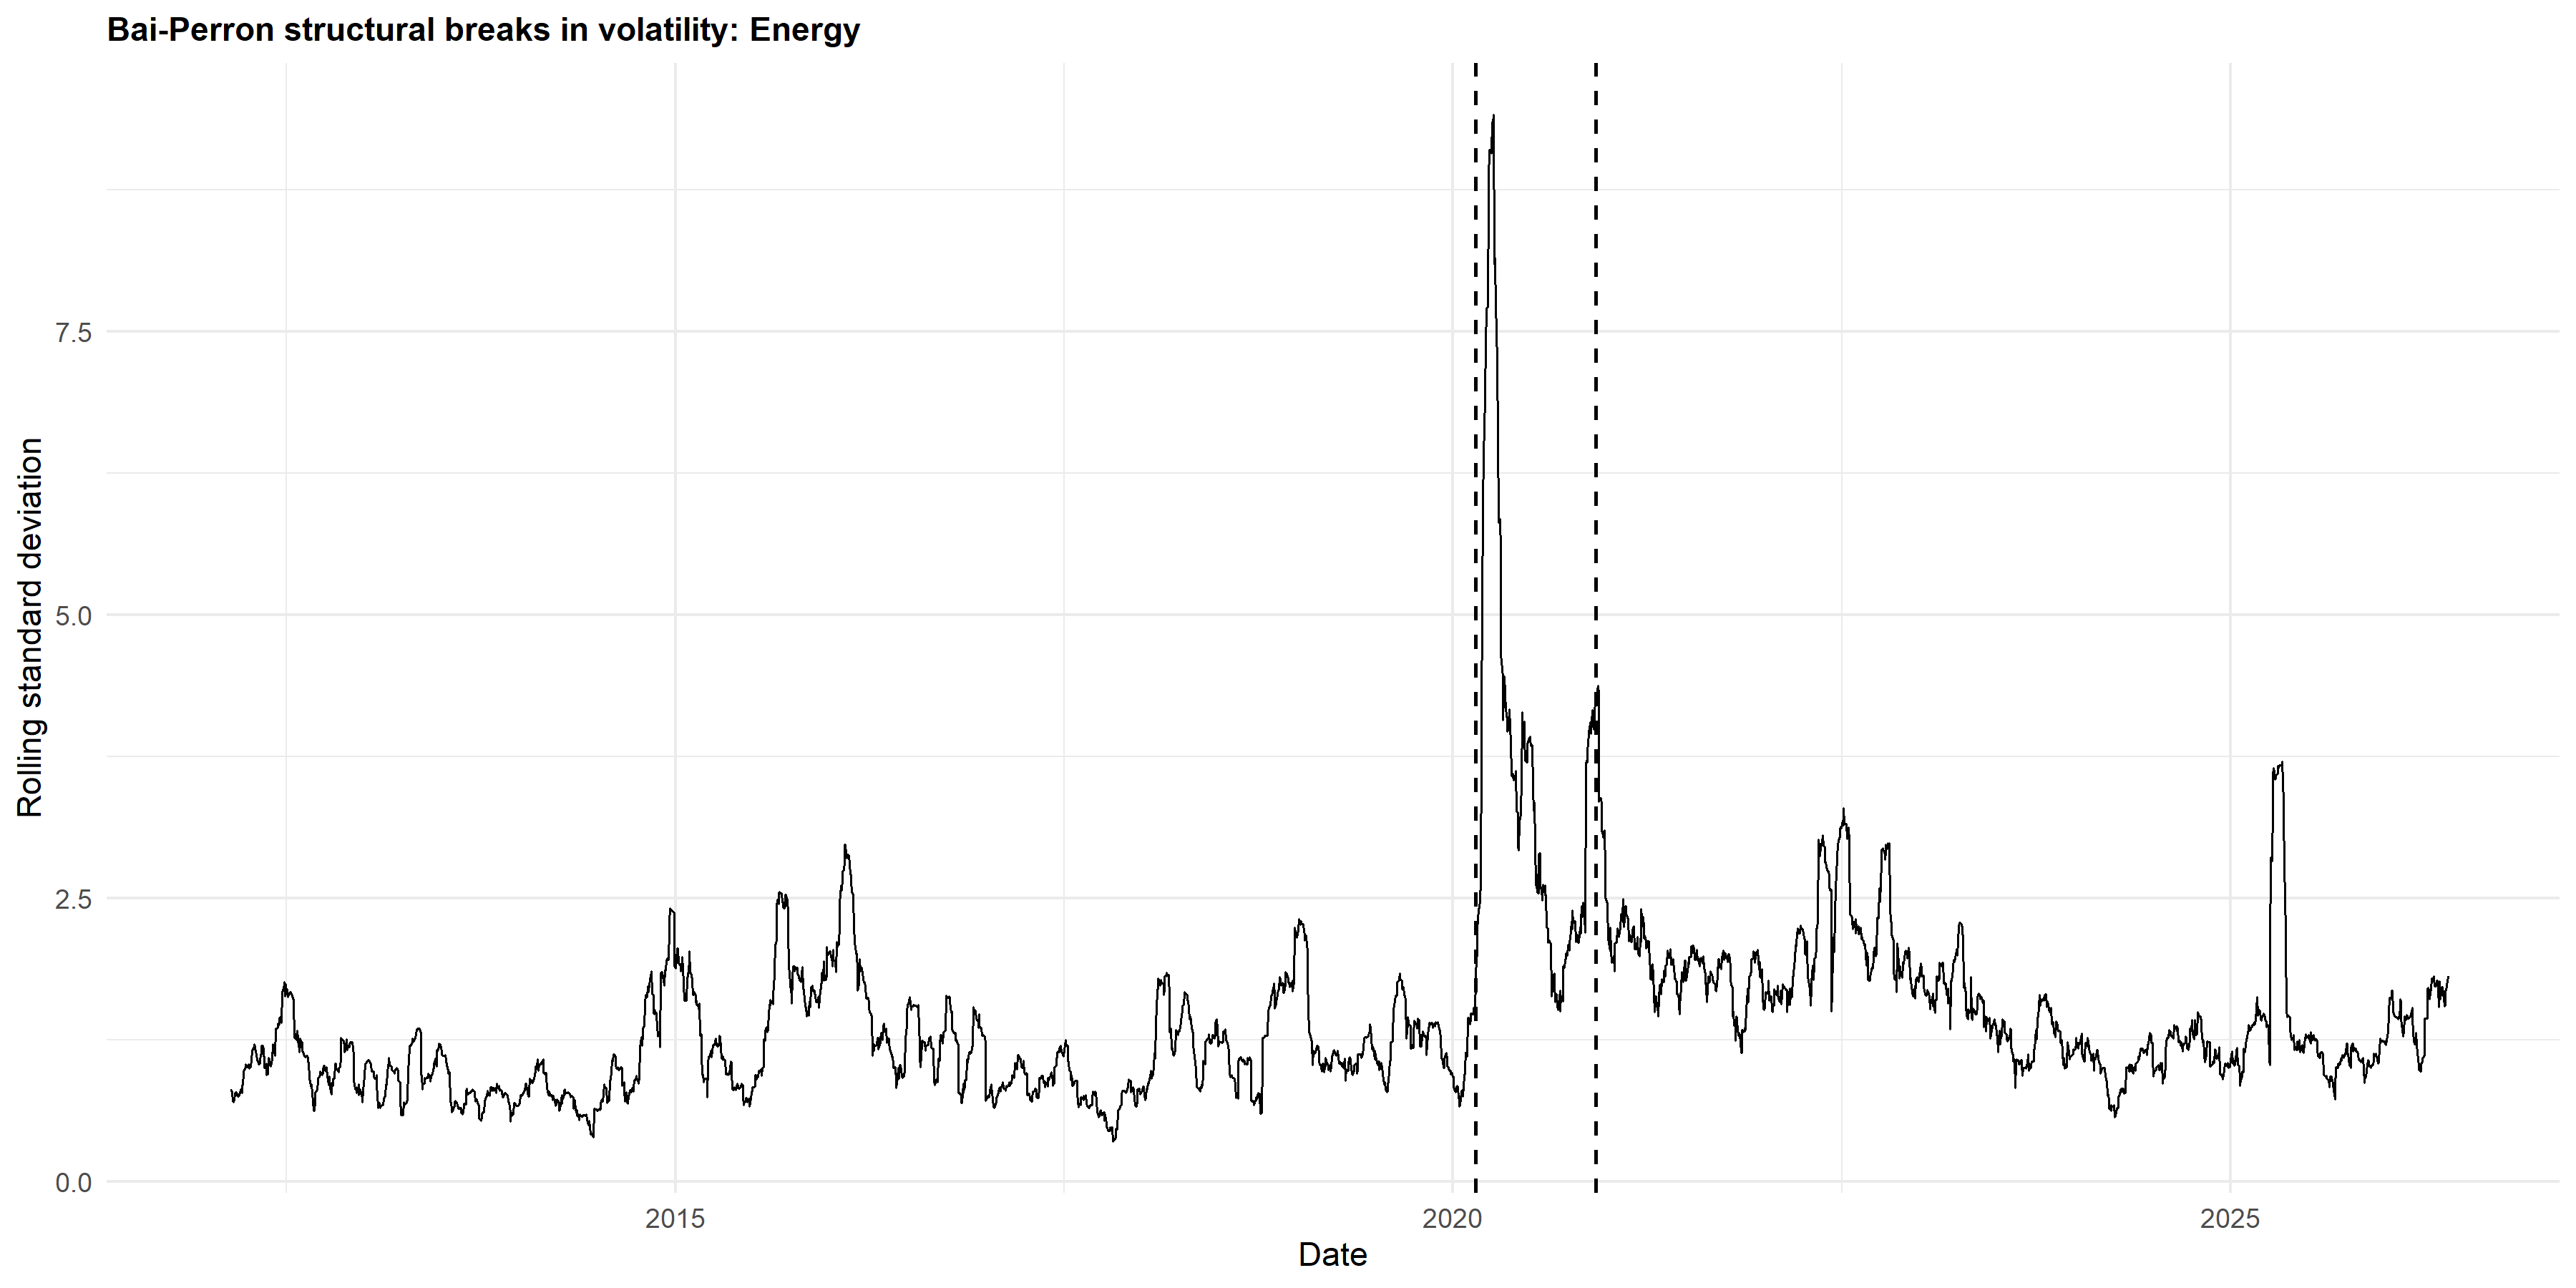 Bai-Perron structural breaks in volatility: Energy
Rolling standard deviation
7.5
5.0
2.5
0.0
2015
2020
2025
Date